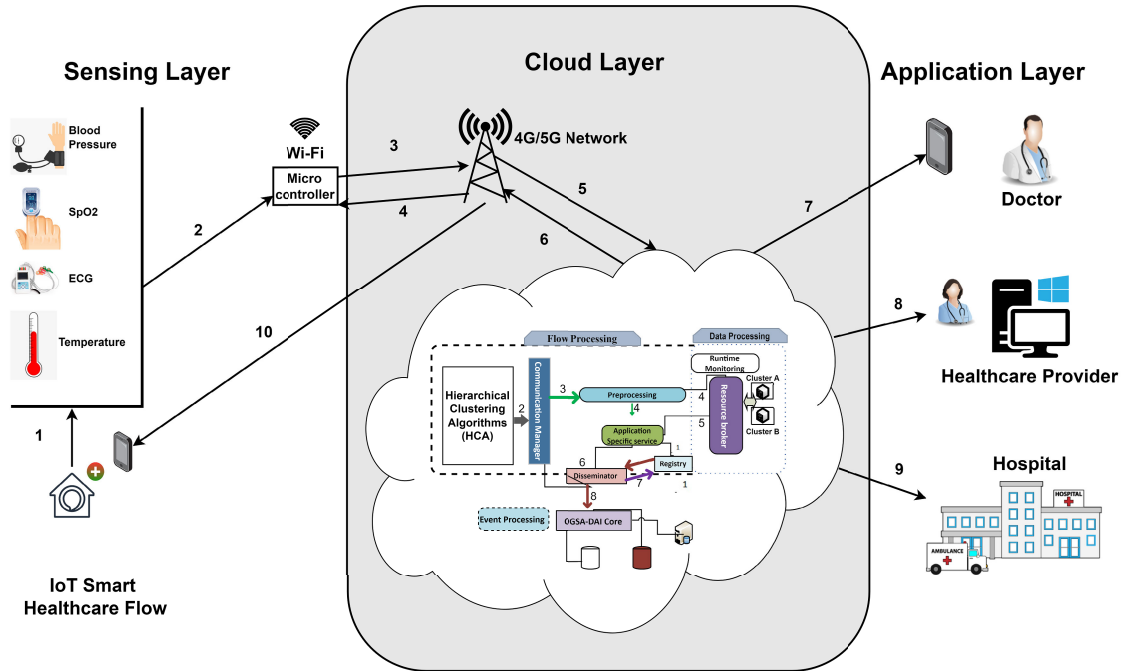 Sensing Layer
Cloud Layer
Application Layer
Blood
Pressure
SpO2
ECG
Temperature
1
2
Wi-Fi
Micro
controller
3
4
4G/5G Network
5
6
7
8
9
10
Doctor
Healthcare Provider
Hospital
HOSPITAL
AMBULANCE
IoT Smart
Healthcare Flow
Flow Processing
Data Processing
Hierarchical
Clustering
Algorithms
(HCA)
2
Communication Manager
3
Preprocessing
4
Application
Specific service
Runtime
Monitoring
4
5
Resource broker
Cluster A
Cluster B
1
Registry
1
6
Disseminator
7
8
Event Processing
0GSA-DAI Core